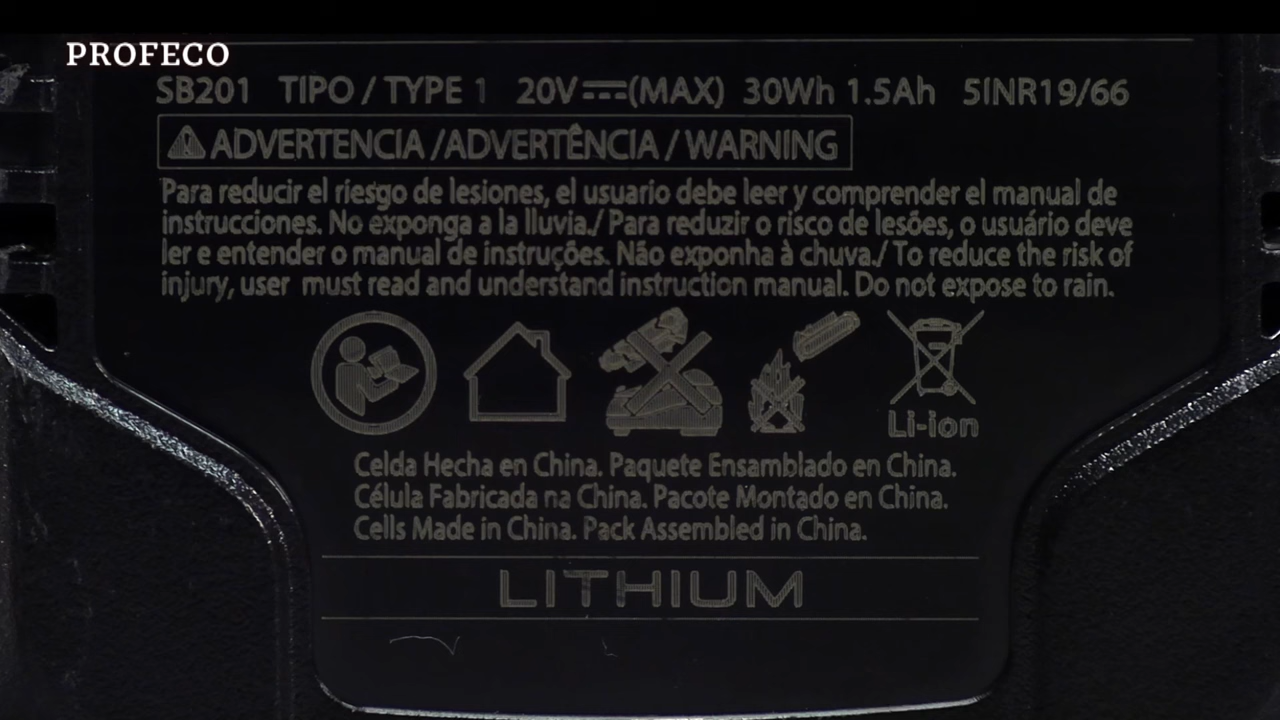 PROFECO
SB201 TIPO / TYPE 1 20V⎓(MAX) 30Wh 1.5Ah 5INR19/66
⚠ADVERTENCIA /ADVERTÊNCIA / WARNING
Para reducir el riesgo de lesiones, el usuario debe leer y comprender el manual de
instrucciones. No exponga a la lluvia./ Para reduzir o risco de lesões, o usuário deve
ler e entender o manual de instruções. Não exponha à chuva./ To reduce the risk of
injury, user must read and understand instruction manual. Do not expose to rain.
Li-ion
Celda Hecha en China. Paquete Ensamblado en China.
Célula Fabricada na China. Pacote Montado en China.
Cells Made in China. Pack Assembled in China.
LITHIUM